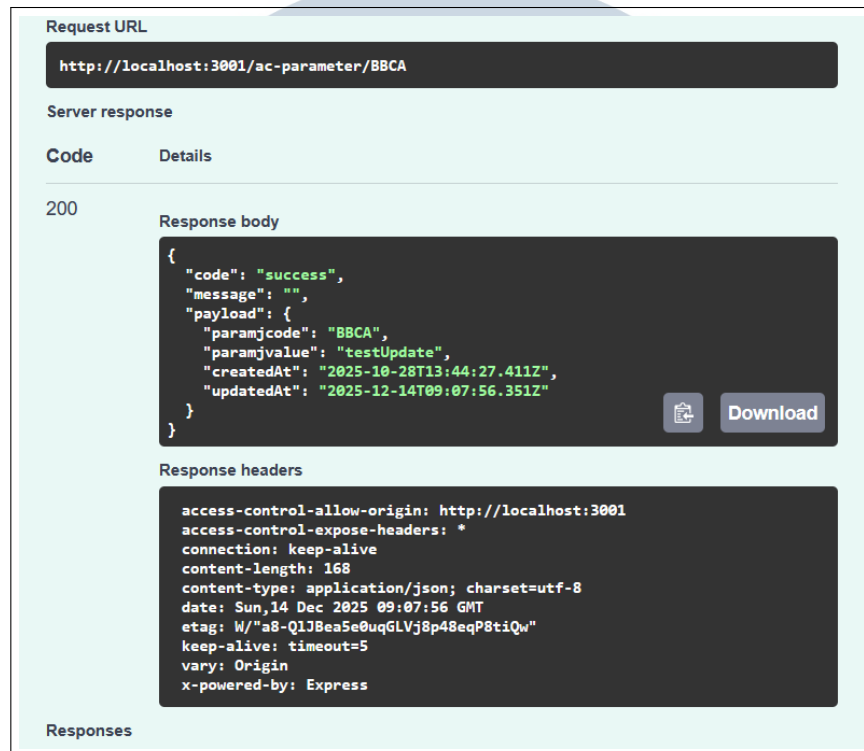 Request URL
http://localhost:3001/ac-parameter/BBCA
Server response
Code Details
200
Response body
{
"code": "success",
"message": "",
"payload": {
"paramjcode": "BBCA",
"paramjvalue": "testUpdate",
"createdAt": "2025-10-28T13:44:27.411Z",
"updatedAt": "2025-12-14T09:07:56.351Z"
}
}
Download
Response headers
access-control-allow-origin: http://localhost:3001
access-control-expose-headers: *
connection: keep-alive
content-length: 168
content-type: application/json; charset=utf-8
date: Sun,14 Dec 2025 09:07:56 GMT
etag: W/"a8-QlJBea5e0uqGLVj8p48eqP8tiQw"
keep-alive: timeout=5
vary: Origin
x-powered-by: Express
Responses